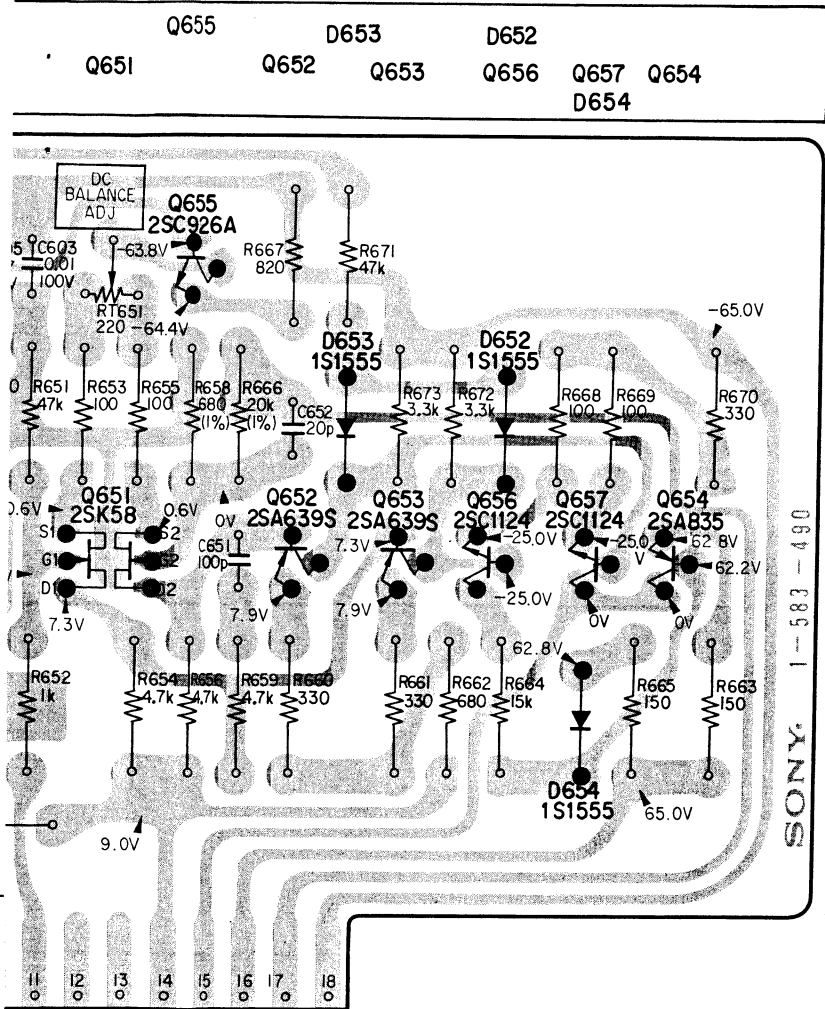 Q655 D653 D652
Q651 Q652 Q653 Q656 Q657 Q654
D654
DC
BALANCE
ADJ
Q655
2SC926A
C603
0.01
100V
-63.8V
RT651
220
-64.4V
R667
820
R671
47k
-65.0V
D653
1S1555
D652
1S1555
R651
47k
R653
100
R655
100
R658
680
(1%)
R666
20k
(1%)
C652
20p
R673
3.3k
R672
3.3k
R668
100
R669
100
R670
330
Q651
2SK58
0.6V
0.6V
S1
G1
D1
S2
G2
D2
7.3V
0V
C651
100p
Q652
2SA639S
7.9V
Q653
2SA639S
7.3V
7.9V
Q656
2SC1124
-25.0V
-25.0V
Q657
2SC1124
-25.0
V
0V
Q654
2SA835
62.8V
62.2V
0V
1-583-490
R652
1k
R654
4.7k
R656
4.7k
R659
4.7k
R660
330
R661
330
R662
680
R664
15k
62.8V
R665
150
R663
150
D654
1S1555
65.0V
9.0V
SONY.
11 12 13 14 15 16 17 18